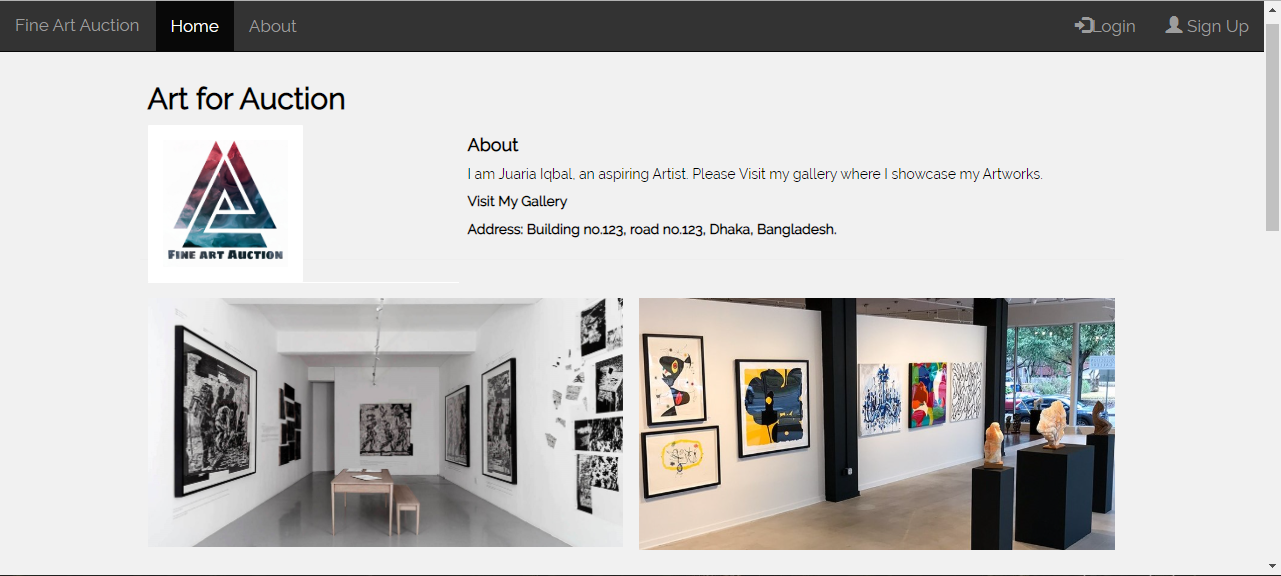 Fine Art Auction Home About Login Sign Up
Art for Auction
FINE ART AUCTION
About
I am Juaria Iqbal, an aspiring Artist. Please Visit my gallery where I showcase my Artworks.
Visit My Gallery
Address: Building no.123, road no.123, Dhaka, Bangladesh.